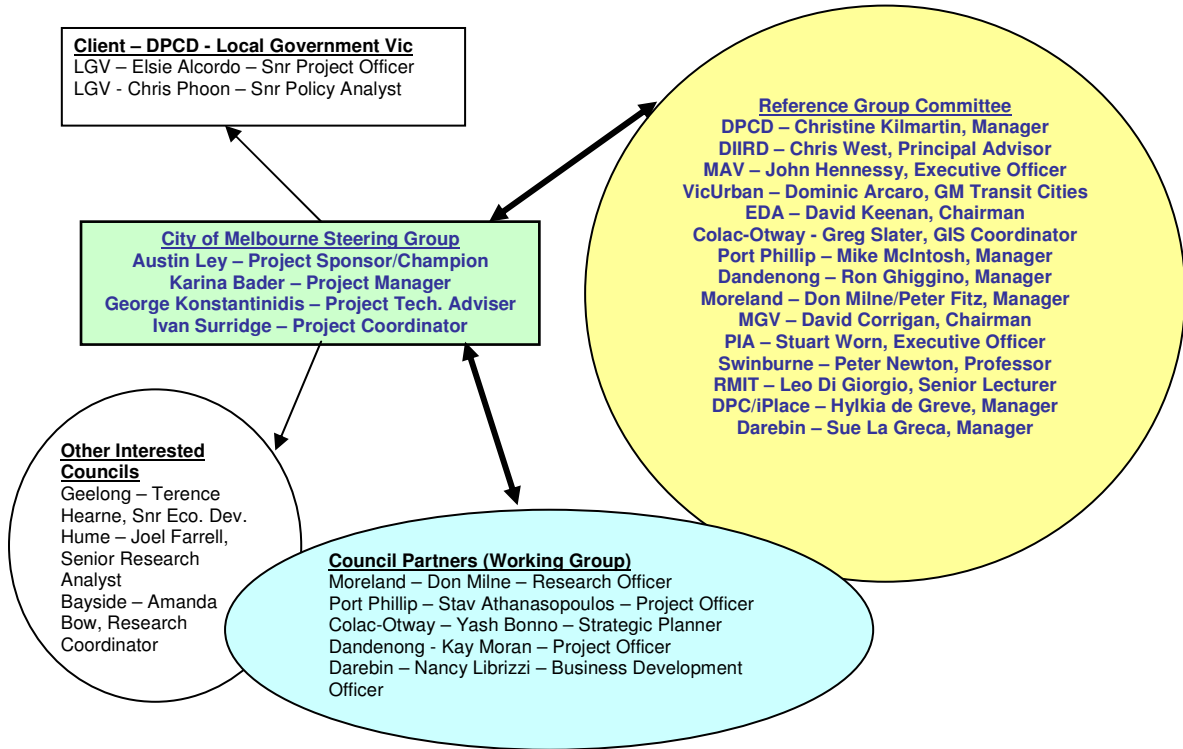 Client – DPCD - Local Government Vic
LGV – Elsie Alcordo – Snr Project Officer
LGV - Chris Phoon – Snr Policy Analyst
Reference Group Committee
DPCD – Christine Kilmartin, Manager
DIIRD – Chris West, Principal Advisor
MAV – John Hennessy, Executive Officer
VicUrban – Dominic Arcaro, GM Transit Cities
EDA – David Keenan, Chairman
Colac-Otway - Greg Slater, GIS Coordinator
Port Phillip – Mike McIntosh, Manager
Dandenong – Ron Ghiggino, Manager
Moreland – Don Milne/Peter Fitz, Manager
MGV – David Corrigan, Chairman
PIA – Stuart Worn, Executive Officer
Swinburne – Peter Newton, Professor
RMIT – Leo Di Giorgio, Senior Lecturer
DPC/iPlace – Hylkia de Greve, Manager
Darebin – Sue La Greca, Manager
City of Melbourne Steering Group
Austin Ley – Project Sponsor/Champion
Karina Bader – Project Manager
George Konstantinidis – Project Tech. Adviser
Ivan Surridge – Project Coordinator
Other Interested
Councils
Geelong – Terence
Hearne, Snr Eco. Dev.
Hume – Joel Farrell,
Senior Research
Analyst
Bayside – Amanda
Bow, Research
Coordinator
Council Partners (Working Group)
Moreland – Don Milne – Research Officer
Port Phillip – Stav Athanasopoulos – Project Officer
Colac-Otway – Yash Bonno – Strategic Planner
Dandenong - Kay Moran – Project Officer
Darebin – Nancy Librizzi – Business Development
Officer